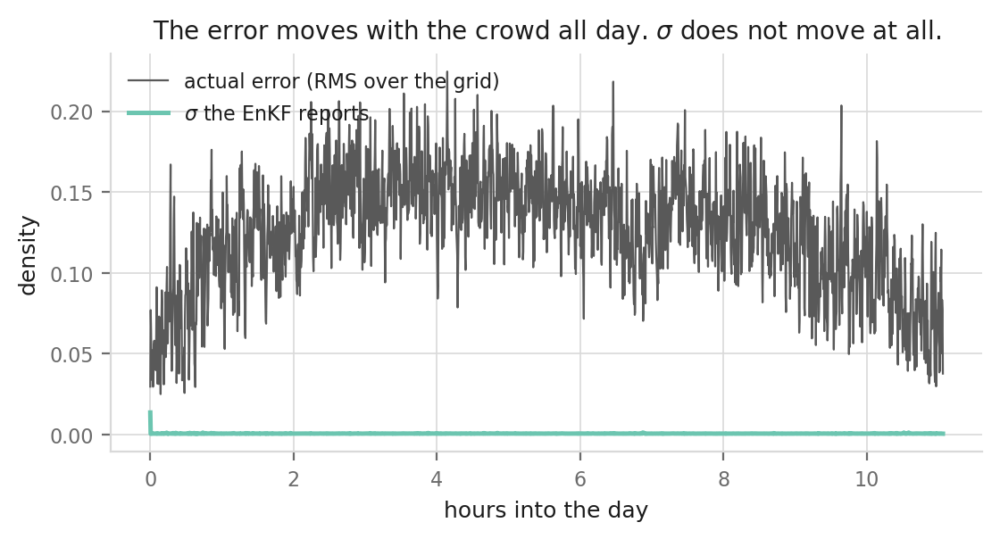 The error moves with the crowd all day. σ does not move at all.
actual error (RMS over the grid)
σ the EnKF reports
density
0.20
0.15
0.10
0.05
0.00
0 2 4 6 8 10
hours into the day